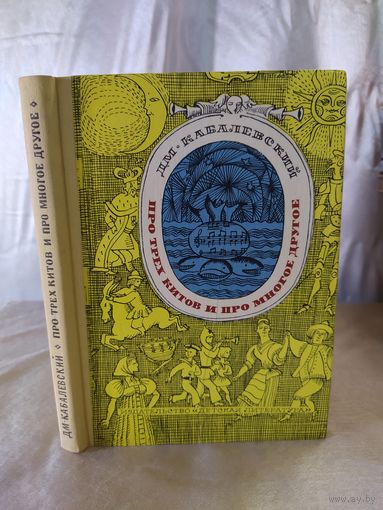 ДМ КАБАЛЕВСКИЙ ❖ ПРО ТРЕХ КИТОВ И ПРО МНОГОЕ ДРУГОЕ ❖
ДМ • КАБАЛЕВСКИЙ
ПРО ТРЕХ КИТОВ И ПРО МНОГОЕ ДРУГОЕ
ИЗДАТЕЛЬСТВО «ДЕТСКАЯ ЛИТЕРАТУРА»
www.ay.by